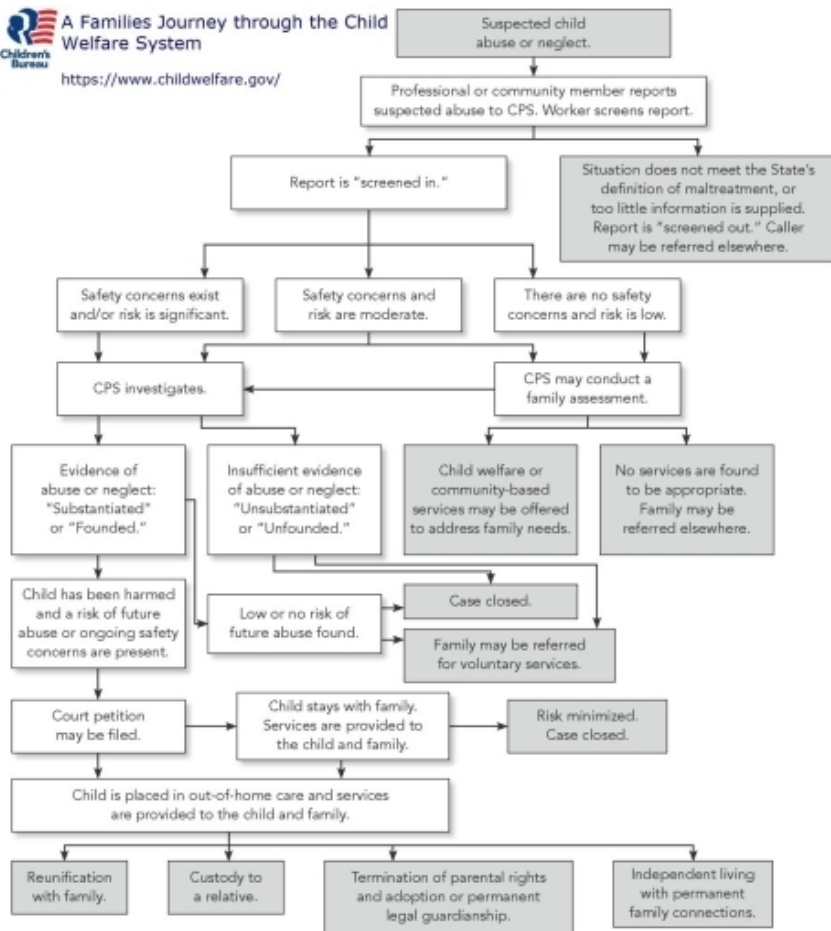 Children's
Bureau
A Families Journey through the Child
Welfare System
https://www.childwelfare.gov/
Suspected child
abuse or neglect.
Professional or community member reports
suspected abuse to CPS. Worker screens report.
Report is “screened in.”
Situation does not meet the State's
definition of maltreatment, or
too little information is supplied.
Report is “screened out.” Caller
may be referred elsewhere.
Safety concerns exist
and/or risk is significant.
Safety concerns and
risk are moderate.
There are no safety
concerns and risk is low.
CPS investigates.
CPS may conduct a
family assessment.
Evidence of
abuse or neglect:
“Substantiated”
or “Founded.”
Insufficient evidence
of abuse or neglect:
“Unsubstantiated”
or “Unfounded.”
Child welfare or
community-based
services may be offered
to address family needs.
No services are found
to be appropriate.
Family may be
referred elsewhere.
Child has been harmed
and a risk of future
abuse or ongoing safety
concerns are present.
Low or no risk of
future abuse found.
Case closed.
Family may be referred
for voluntary services.
Court petition
may be filed.
Child stays with family.
Services are provided to
the child and family.
Risk minimized.
Case closed.
Child is placed in out-of-home care and services
are provided to the child and family.
Reunification
with family.
Custody to
a relative.
Termination of parental rights
and adoption or permanent
legal guardianship.
Independent living
with permanent
family connections.